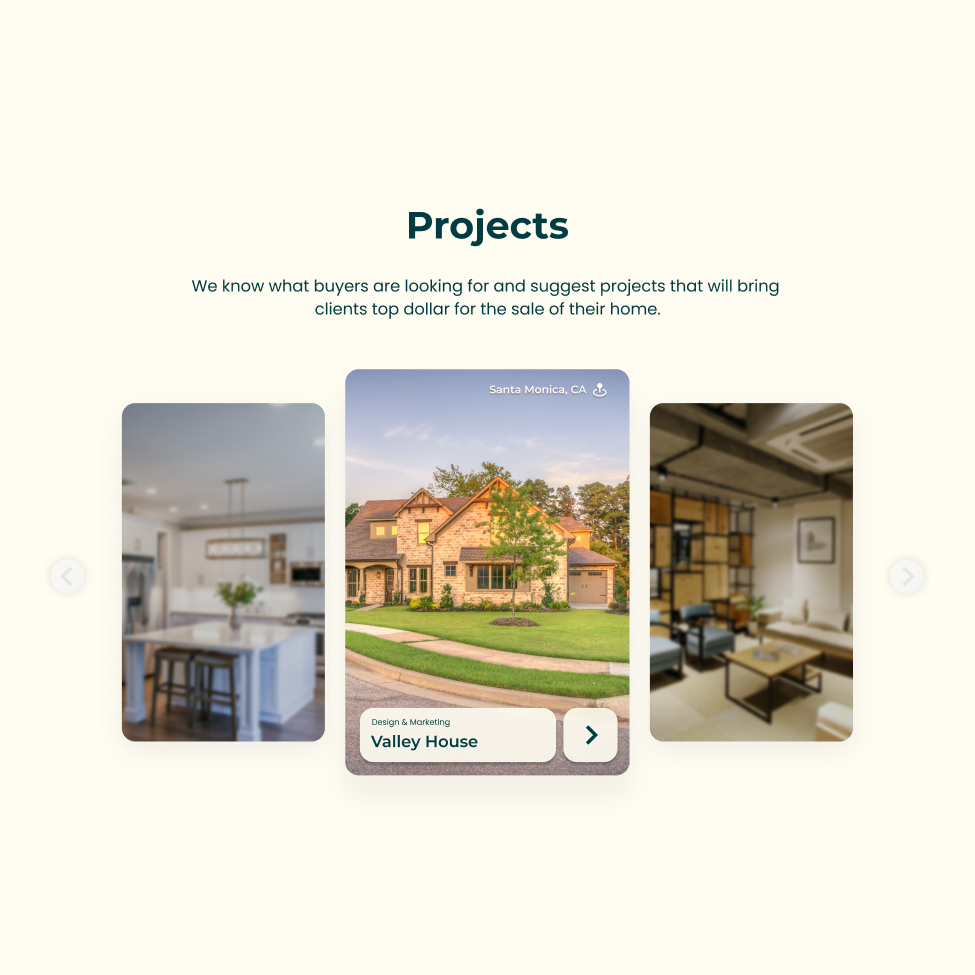 Projects
We know what buyers are looking for and suggest projects that will bring
clients top dollar for the sale of their home.
Santa Monica, CA
Design & Marketing
Valley House